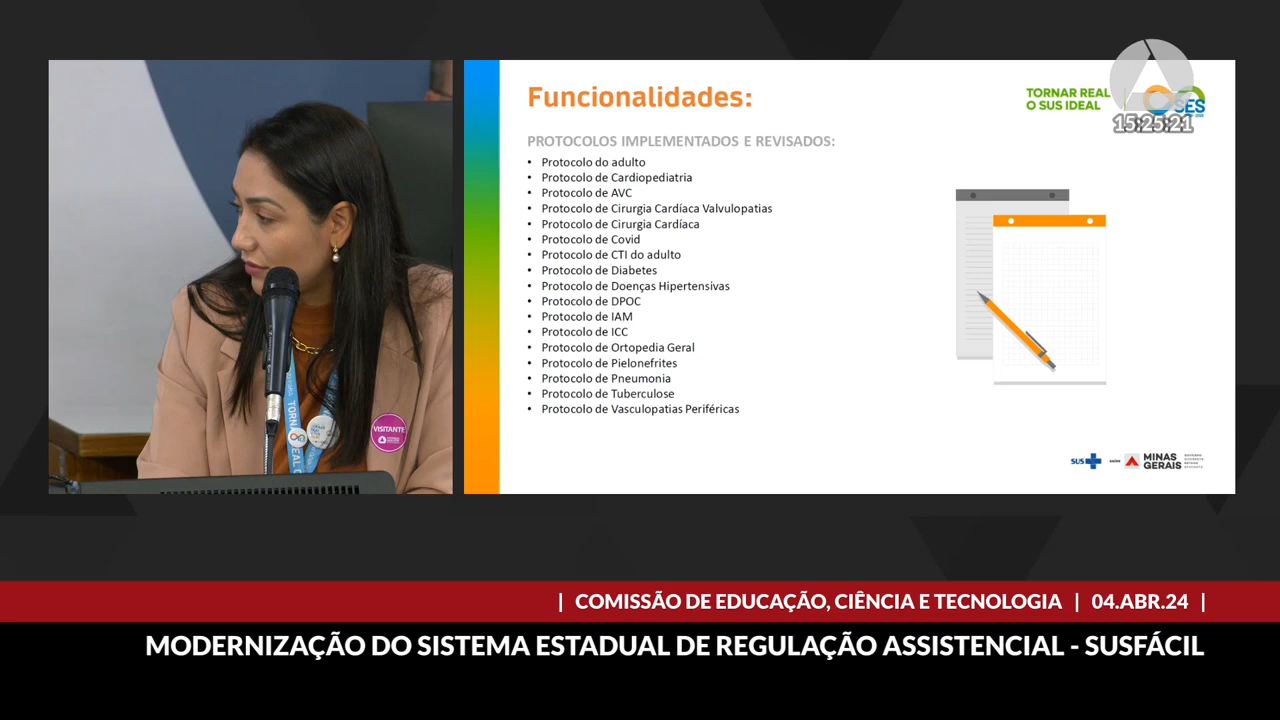 Funcionalidades:
TORNAR REAL
O SUS IDEAL
SES
15:25:21
PROTOCOLOS IMPLEMENTADOS E REVISADOS:
• Protocolo do adulto
• Protocolo de Cardiopediatria
• Protocolo de AVC
• Protocolo de Cirurgia Cardíaca Valvulopatias
• Protocolo de Cirurgia Cardíaca
• Protocolo de Covid
• Protocolo de CTI do adulto
• Protocolo de Diabetes
• Protocolo de Doenças Hipertensivas
• Protocolo de DPOC
• Protocolo de IAM
• Protocolo de ICC
• Protocolo de Ortopedia Geral
• Protocolo de Pielonefrites
• Protocolo de Pneumonia
• Protocolo de Tuberculose
• Protocolo de Vasculopatias Periféricas
VISITANTE
SUS
MINAS
GERAIS
| COMISSÃO DE EDUCAÇÃO, CIÊNCIA E TECNOLOGIA | 04.ABR.24 |
MODERNIZAÇÃO DO SISTEMA ESTADUAL DE REGULAÇÃO ASSISTENCIAL - SUSFÁCIL